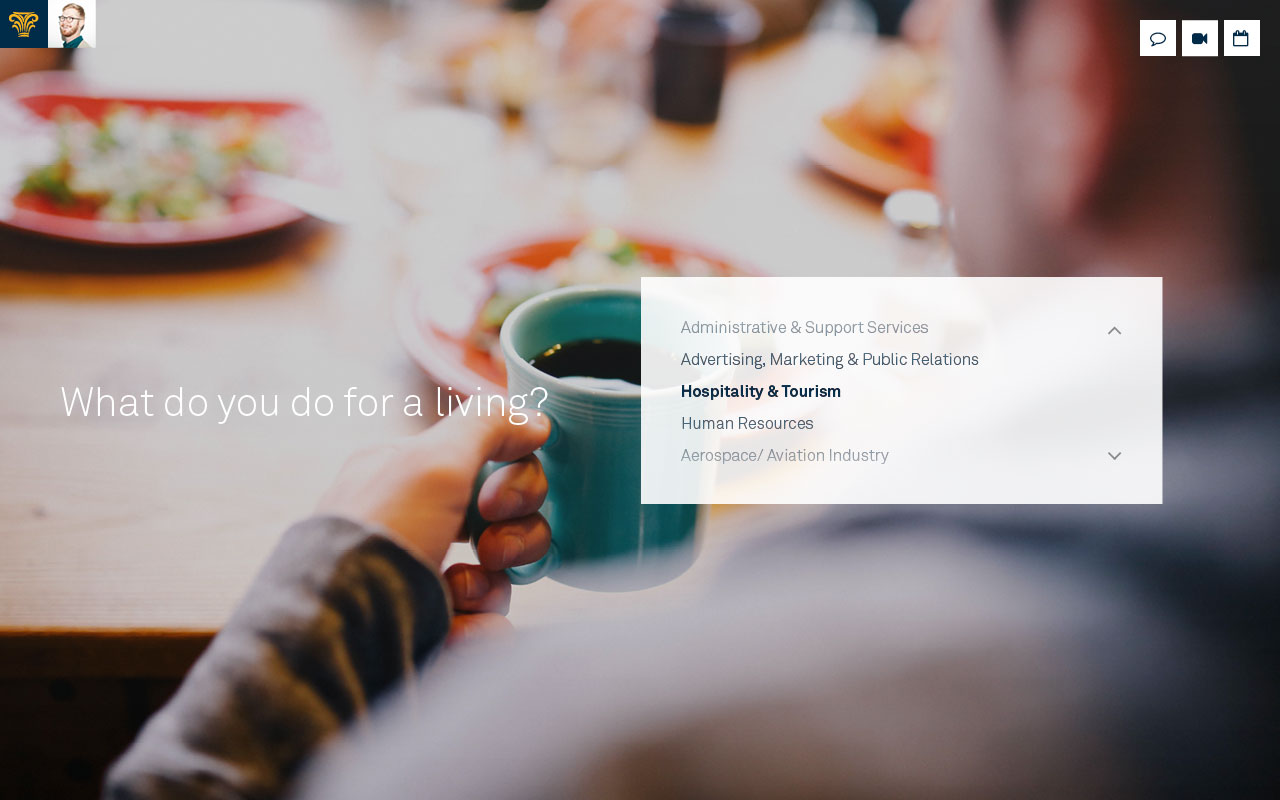 What do you do for a living?
Administrative & Support Services
Advertising, Marketing & Public Relations
Hospitality & Tourism
Human Resources
Aerospace/ Aviation Industry